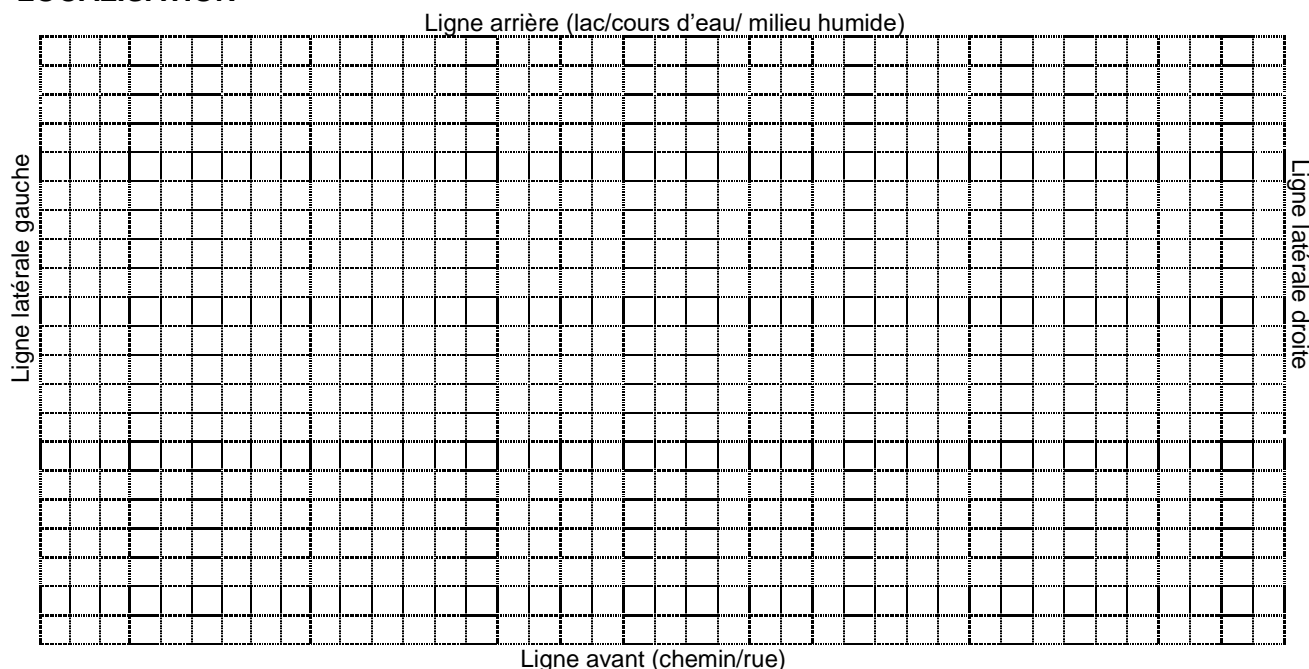 Ligne arrière (lac/cours d’eau/ milieu humide)
Ligne latérale gauche
Ligne latérale droite
Ligne avant (chemin/rue)